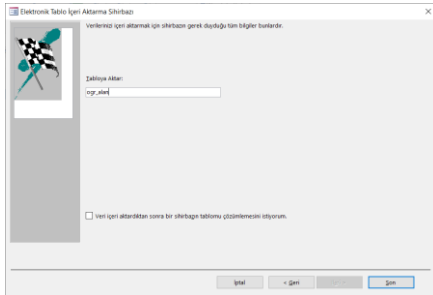 Elektronik Tablo İçeri Aktarma Sihirbazı
Verilerinizi içeri aktarmak için sihirbazın gerek duyduğu tüm bilgiler bunlardır.
Tabloya Aktar:
ogr_alan
Veri içeri aktardıktan sonra bir sihirbazın tablomu çözümlemesini istiyorum.
İptal
< Geri
Son